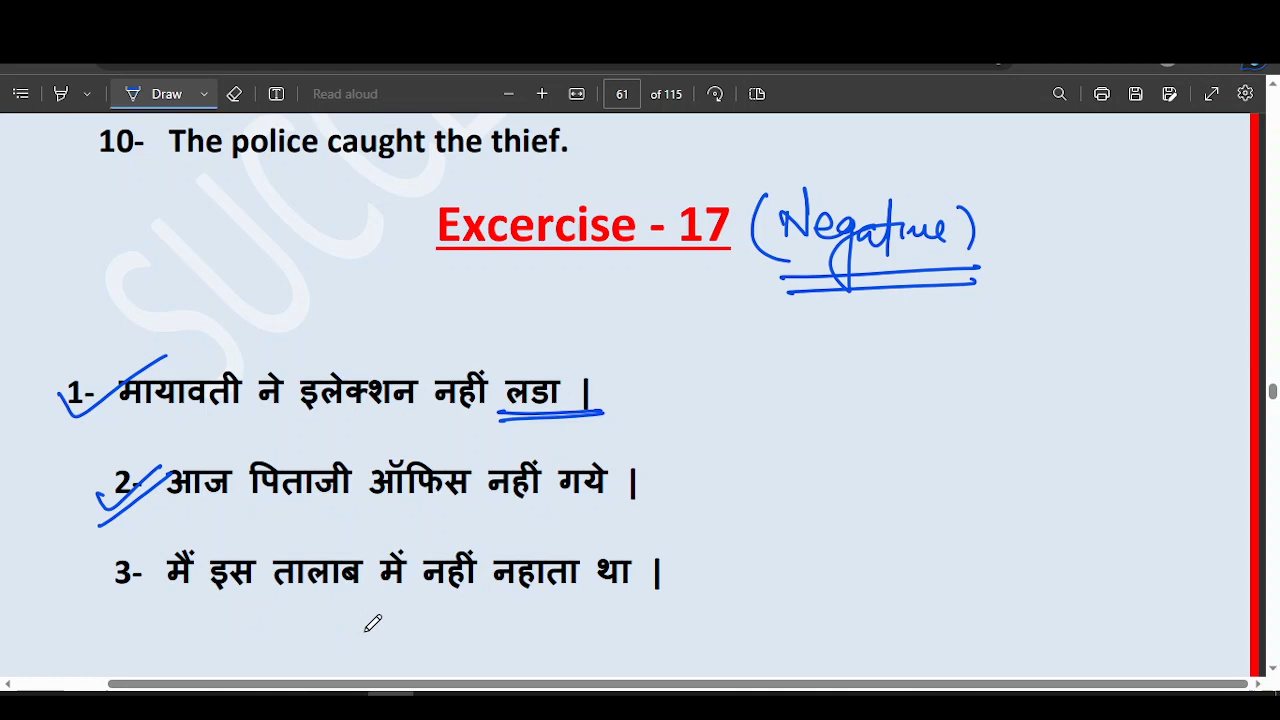 Draw Read aloud 61 of 115
10- The police caught the thief.
Excercise - 17 (Negative)
1- मायावती ने इलेक्शन नहीं लडा |
2- आज पिताजी ऑफिस नहीं गये |
3- मैं इस तालाब में नहीं नहाता था |
SUCC